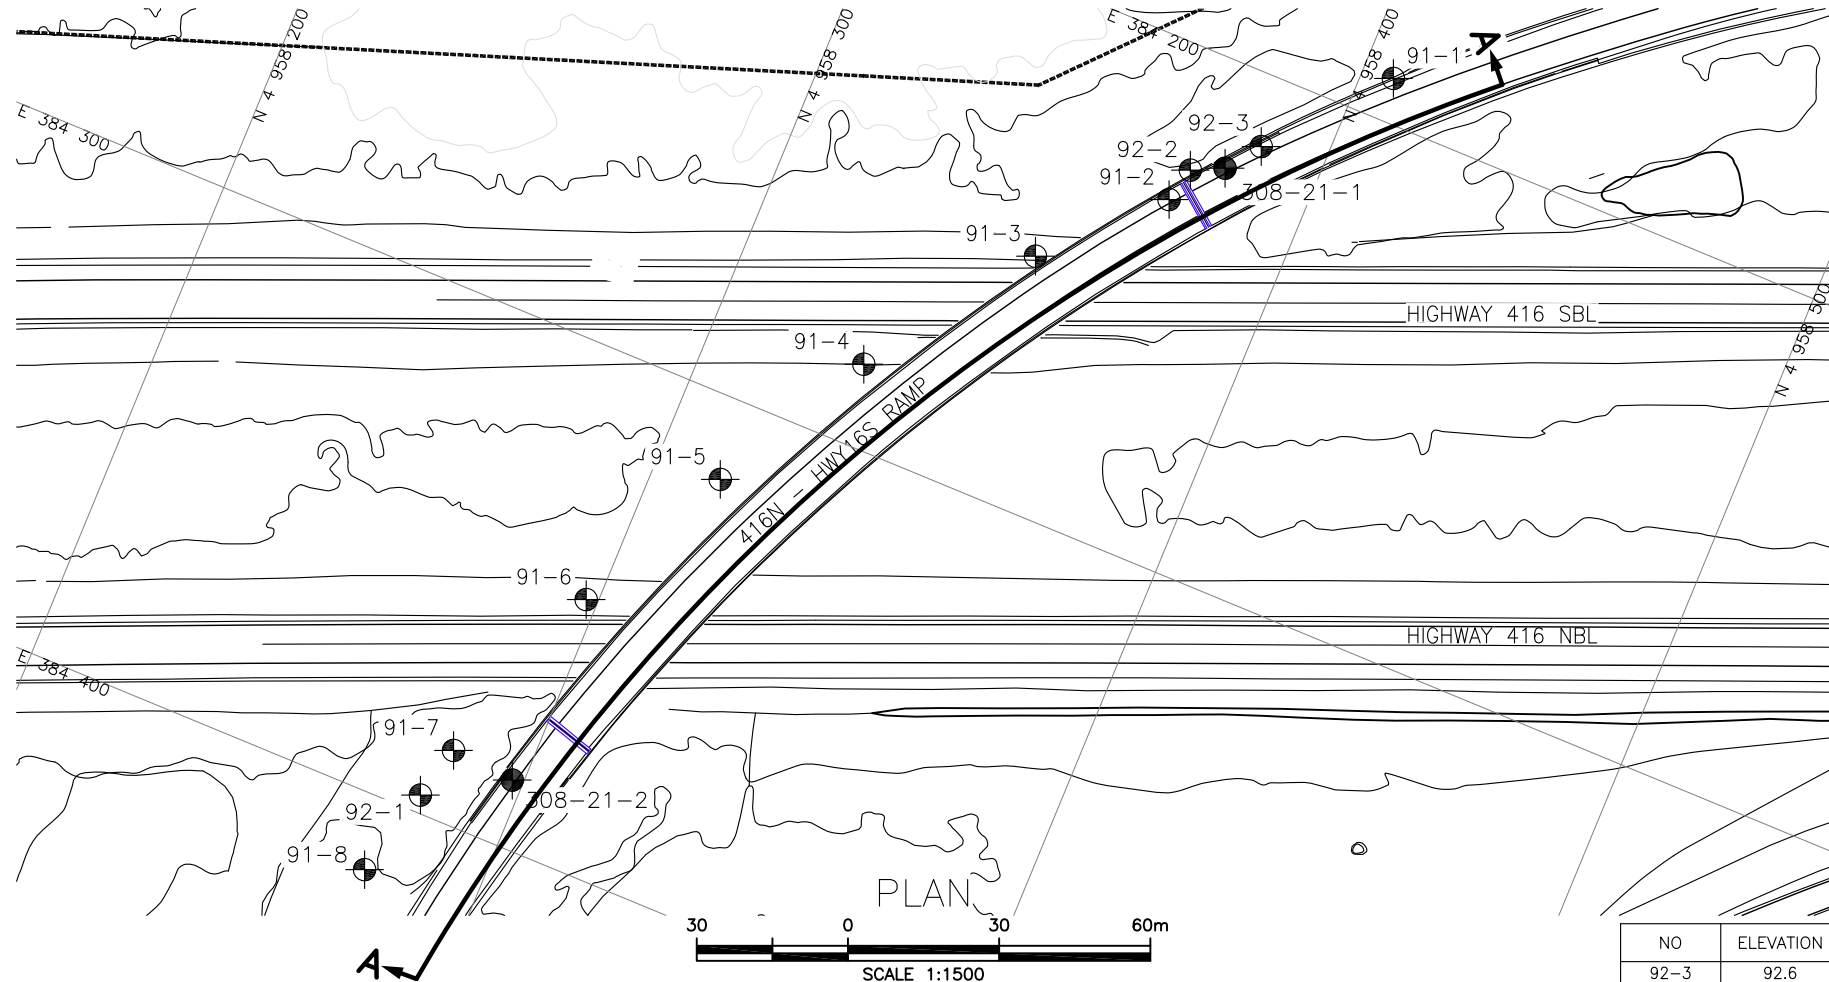 N 4 958 200
N 4 958 300
E 384 200
N 4 958 400
A
91-1
E 384 300
92-3
92-2
91-2
308-21-1
91-3
HIGHWAY 416 SBL
N 4 958 500
91-4
416N - HWY16S RAMP
91-5
91-6
HIGHWAY 416 NBL
E 384 400
91-7
308-21-2
92-1
91-8
PLAN
30 0 30 60m
SCALE 1:1500
A
NO ELEVATION
92-3 92.6